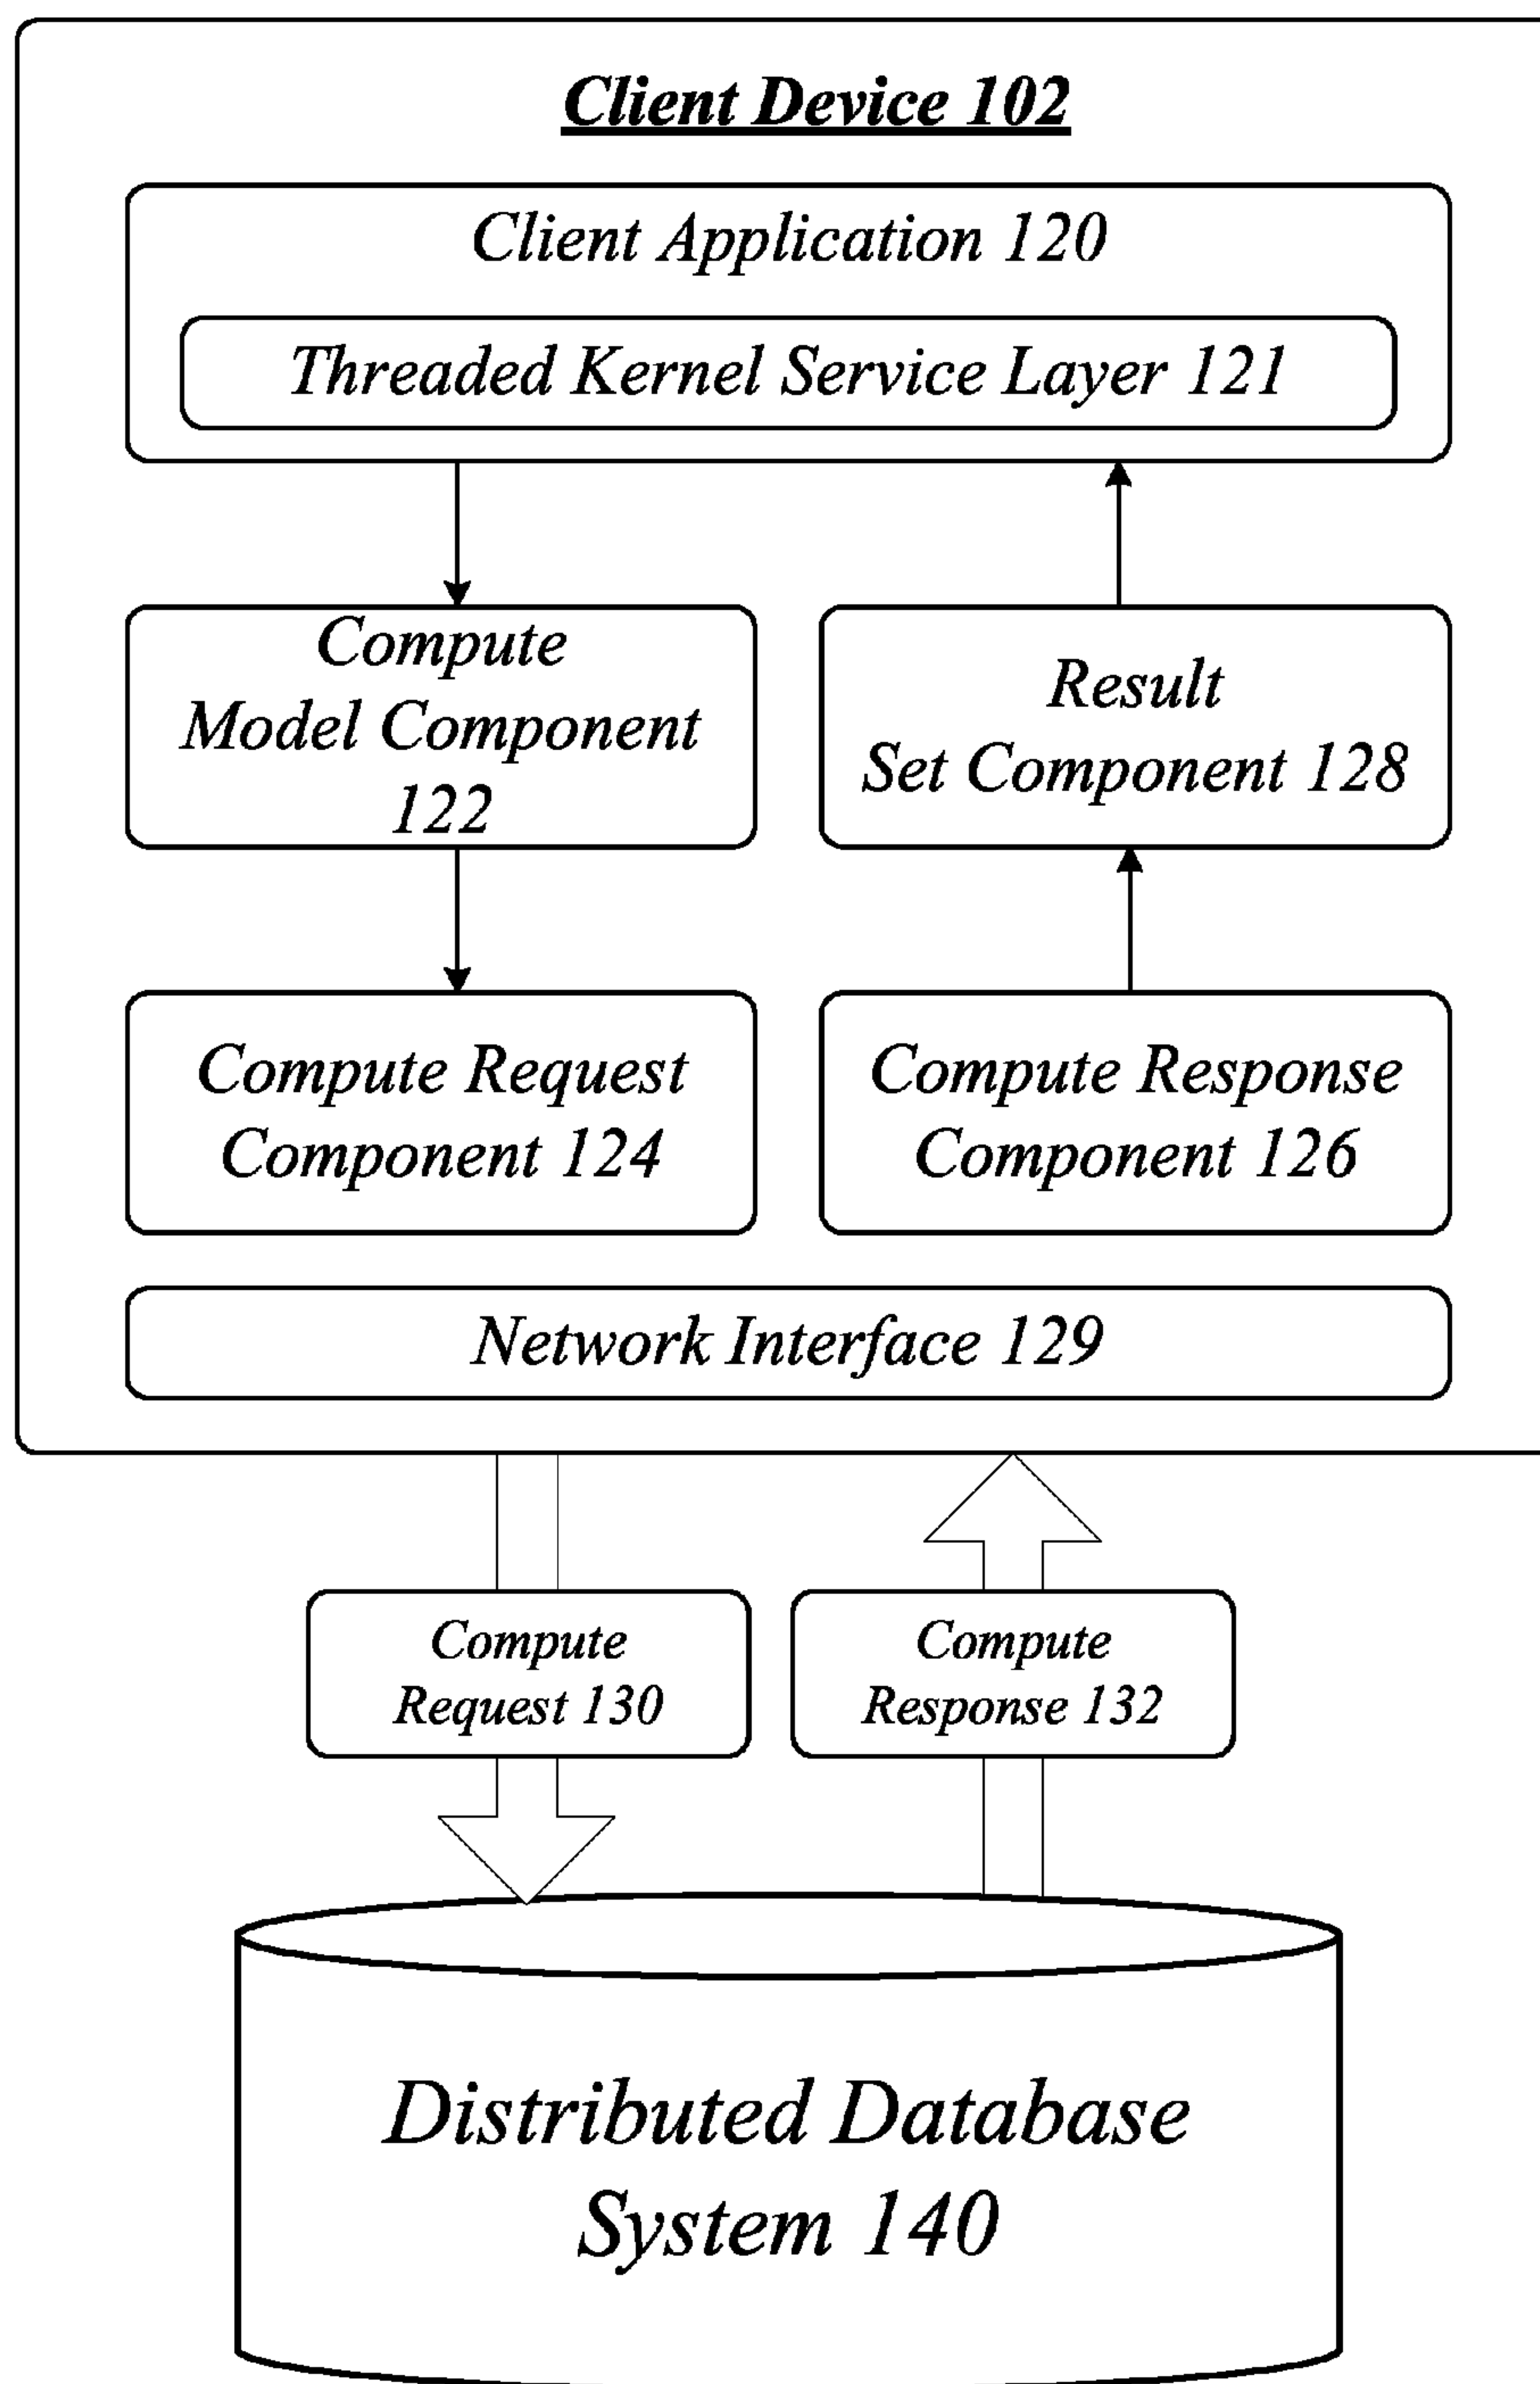 Client Device 102
Client Application 120
Threaded Kernel Service Layer 121
Compute
Model Component
122
Result
Set Component 128
Compute Request
Component 124
Compute Response
Component 126
Network Interface 129
Compute
Request 130
Compute
Response 132
Distributed Database
System 140